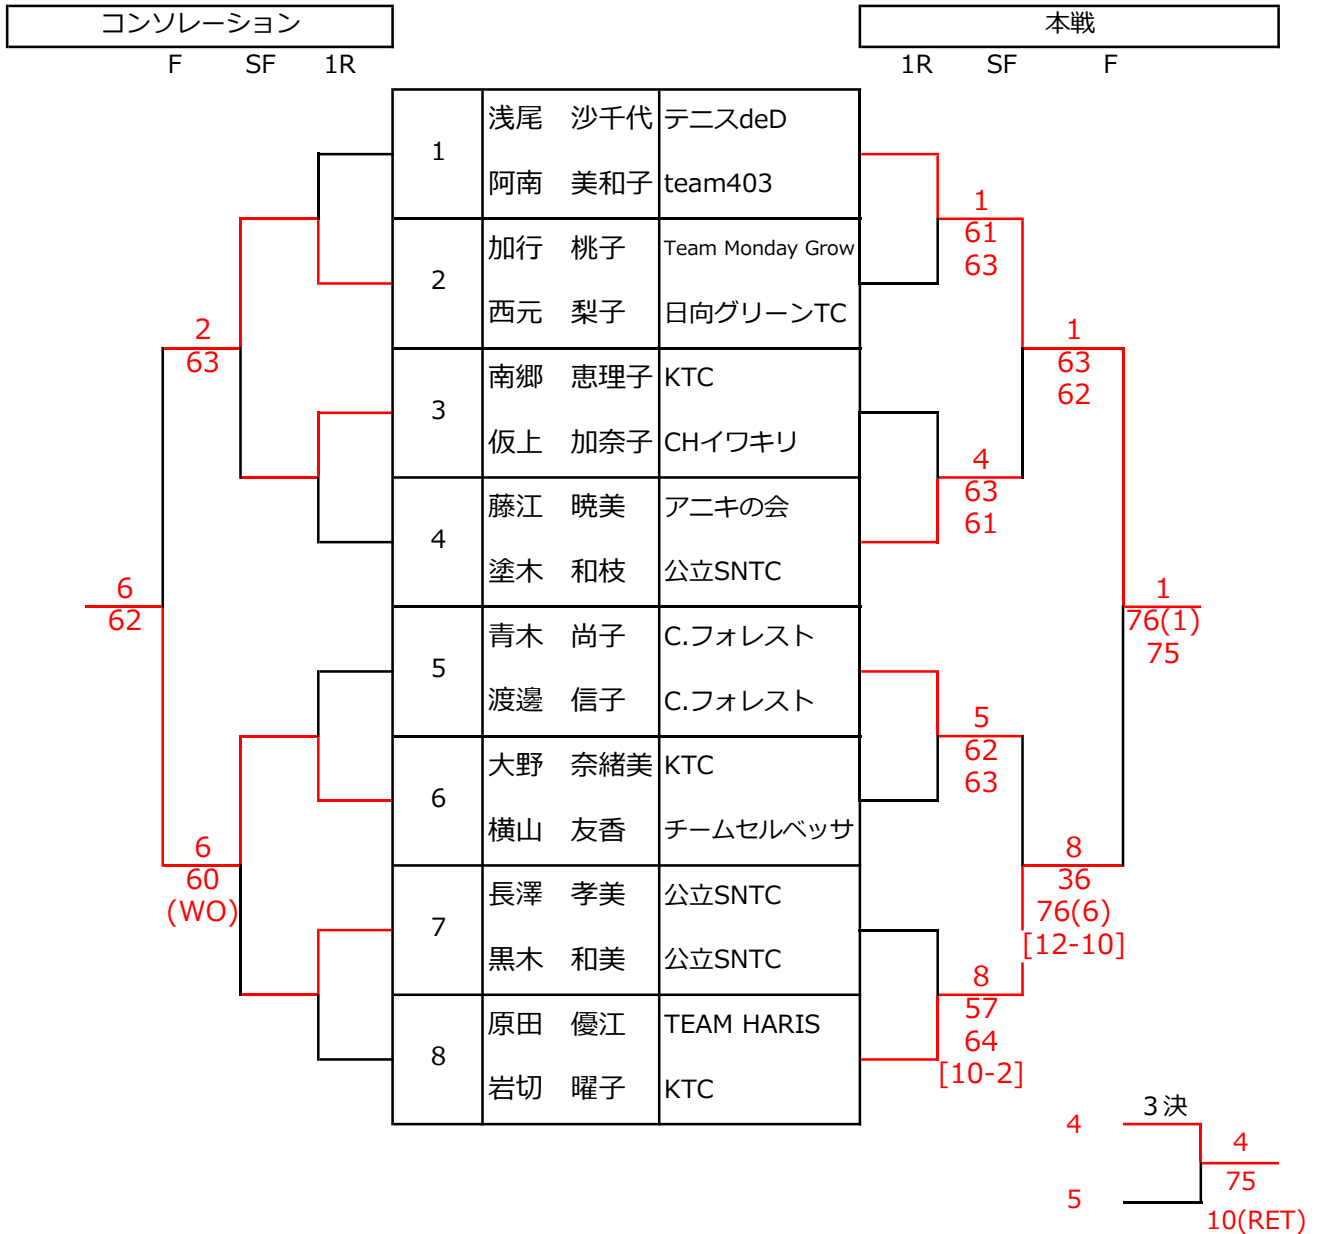 コンソレーション
本戦
F SF 1R
1R SF F
1
浅尾 沙千代 テニスdeD
阿南 美和子 team403
2
加行 桃子 Team Monday Grow
西元 梨子 日向グリーンTC
3
南郷 恵理子 KTC
仮上 加奈子 CHイワキリ
4
藤江 暁美 アニキの会
塗木 和枝 公立SNTC
5
青木 尚子 C.フォレスト
渡邊 信子 C.フォレスト
6
大野 奈緒美 KTC
横山 友香 チームセルベッサ
7
長澤 孝美 公立SNTC
黒木 和美 公立SNTC
8
原田 優江 TEAM HARIS
岩切 曜子 KTC
2
63
6
60
(WO)
6
62
1
61
63
4
63
61
5
62
63
8
57
64
[10-2]
1
63
62
8
36
76(6)
[12-10]
1
76(1)
75
3決
4
5
4
75
10(RET)